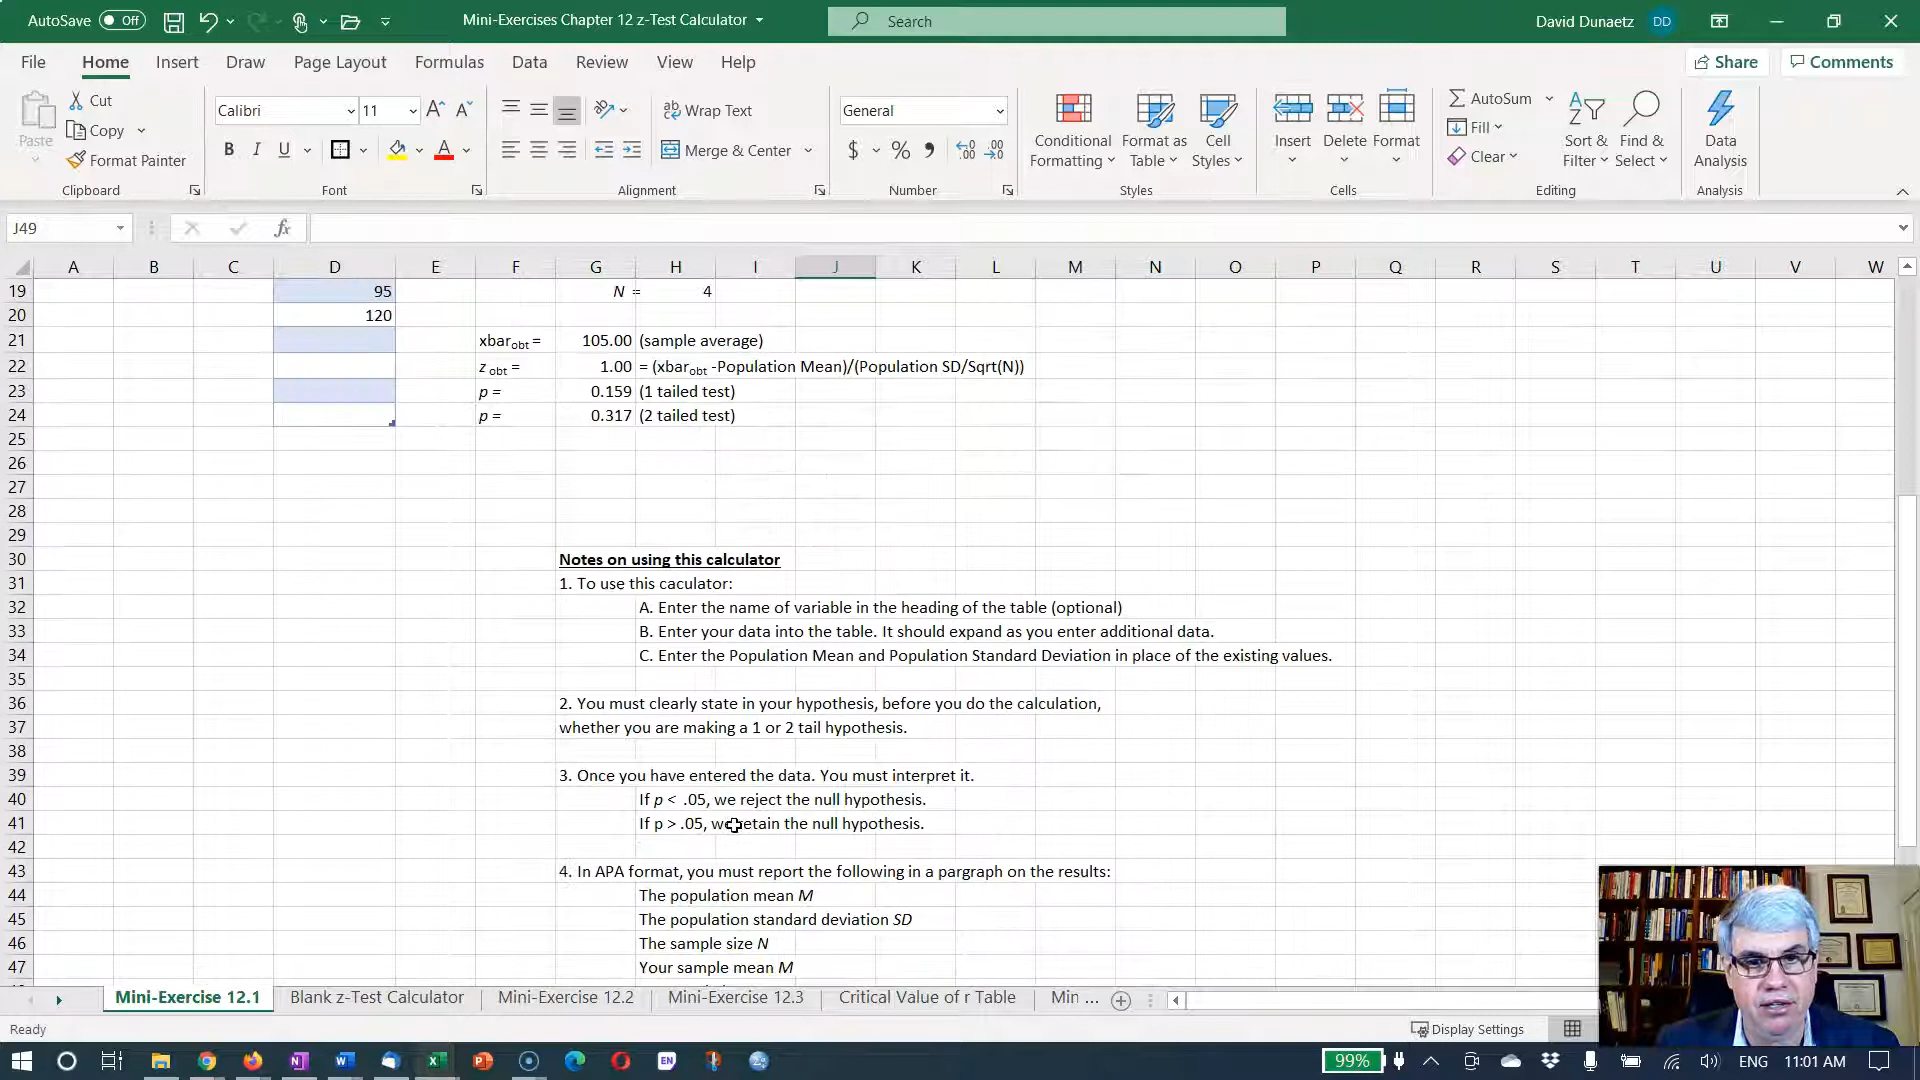 AutoSave Off
Mini-Exercises Chapter 12 z-Test Calculator
Search
David Dunaetz DD
File Home Insert Draw Page Layout Formulas Data Review View Help
Share Comments
Paste
Cut
Copy
Format Painter
Clipboard
Calibri 11
B I U
Font
Wrap Text
Merge & Center
Alignment
General
$ % ,
Number
Conditional Formatting
Format as Table
Cell Styles
Styles
Insert
Delete
Format
Cells
AutoSum
Fill
Clear
Sort & Filter
Find & Select
Editing
Data Analysis
Analysis
J49 fx
A B C D E F G H I J K L M N O P Q R S T U V W
19 95 N = 4
20 120
21 xbarobt = 105.00 (sample average)
22 z obt = 1.00 = (xbarobt -Population Mean)/(Population SD/Sqrt(N))
23 p = 0.159 (1 tailed test)
24 p = 0.317 (2 tailed test)
25
26
27
28
29
30 Notes on using this calculator
31 1. To use this caculator:
32 A. Enter the name of variable in the heading of the table (optional)
33 B. Enter your data into the table. It should expand as you enter additional data.
34 C. Enter the Population Mean and Population Standard Deviation in place of the existing values.
35
36 2. You must clearly state in your hypothesis, before you do the calculation,
37 whether you are making a 1 or 2 tail hypothesis.
38
39 3. Once you have entered the data. You must interpret it.
40 If p < .05, we reject the null hypothesis.
41 If p > .05, we retain the null hypothesis.
42
43 4. In APA format, you must report the following in a pargraph on the results:
44 The population mean M
45 The population standard deviation SD
46 The sample size N
47 Your sample mean M
Mini-Exercise 12.1 Blank z-Test Calculator Mini-Exercise 12.2 Mini-Exercise 12.3 Critical Value of r Table Min ...
Ready
Display Settings
99% ENG 11:01 AM